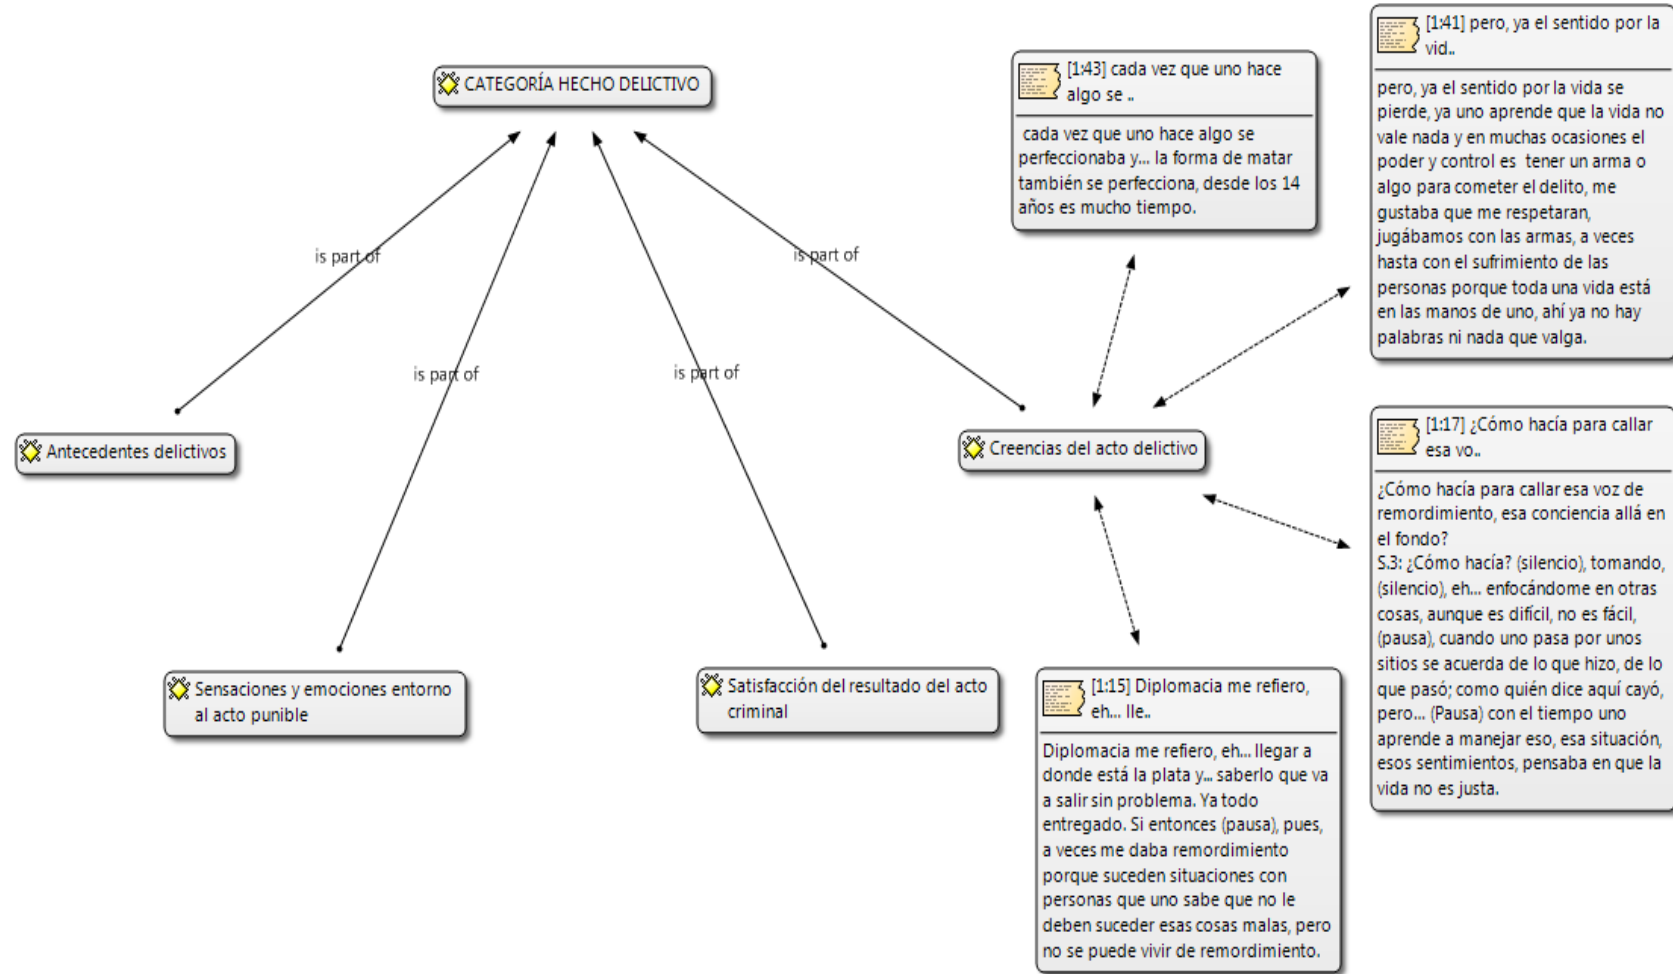 CATEGORÍA HECHO DELICTIVO
is part of
is part of
is part of
is part of
Antecedentes delictivos
Sensaciones y emociones entorno
al acto punible
Satisfacción del resultado del acto
criminal
Creencias del acto delictivo
[1:43] cada vez que uno hace
algo se ..
cada vez que uno hace algo se
perfeccionaba y... la forma de matar
también se perfecciona, desde los 14
años es mucho tiempo.
[1:41] pero, ya el sentido por la
vid..
pero, ya el sentido por la vida se
pierde, ya uno aprende que la vida no
vale nada y en muchas ocasiones el
poder y control es tener un arma o
algo para cometer el delito, me
gustaba que me respetaran,
jugábamos con las armas, a veces
hasta con el sufrimiento de las
personas porque toda una vida está
en las manos de uno, ahí ya no hay
palabras ni nada que valga.
[1:17] ¿Cómo hacía para callar
esa vo..
¿Cómo hacía para callar esa voz de
remordimiento, esa conciencia allá en
el fondo?
S.3: ¿Cómo hacía? (silencio), tomando,
(silencio), eh... enfocándome en otras
cosas, aunque es difícil, no es fácil,
(pausa), cuando uno pasa por unos
sitios se acuerda de lo que hizo, de lo
que pasó; como quién dice aquí cayó,
pero... (Pausa) con el tiempo uno
aprende a manejar eso, esa situación,
esos sentimientos, pensaba en que la
vida no es justa.
[1:15] Diplomacia me refiero,
eh... lle..
Diplomacia me refiero, eh... llegar a
donde está la plata y... saberlo que va
a salir sin problema. Ya todo
entregado. Si entonces (pausa), pues,
a veces me daba remordimiento
porque suceden situaciones con
personas que uno sabe que no le
deben suceder esas cosas malas, pero
no se puede vivir de remordimiento.